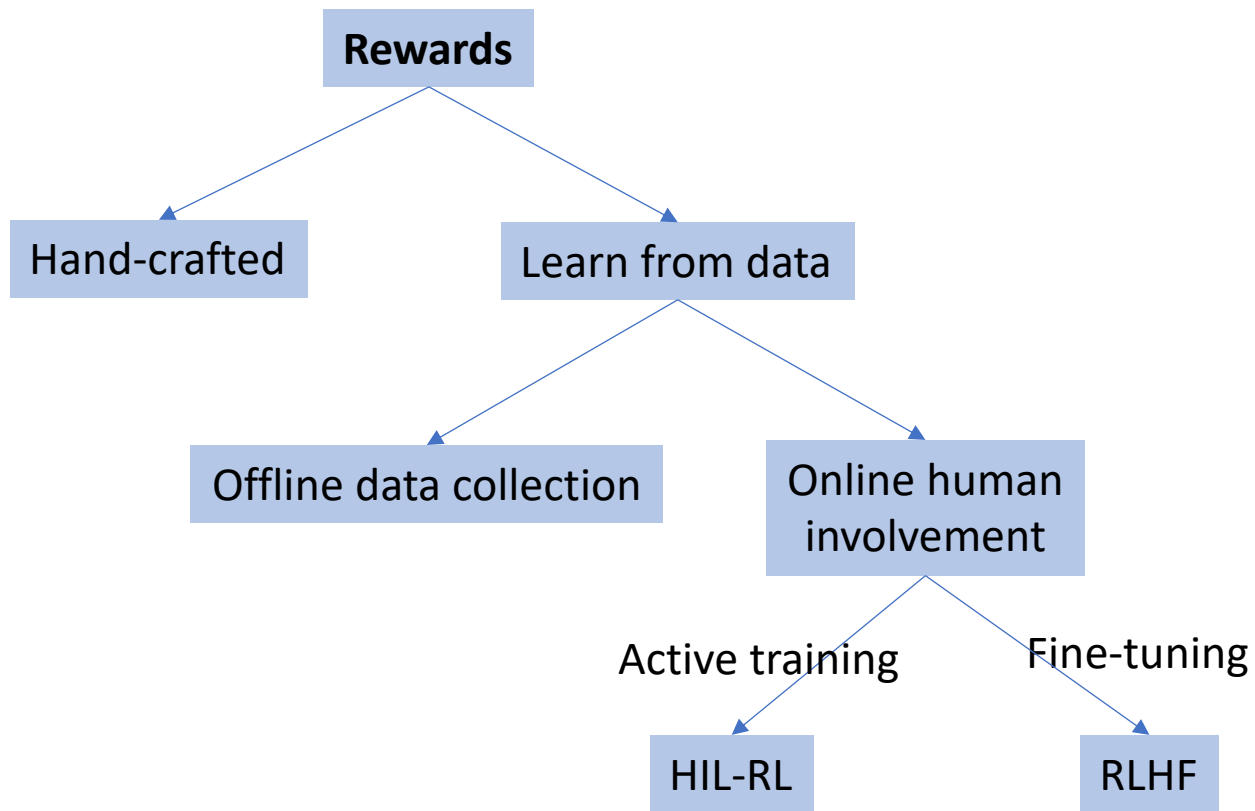 Rewards
Hand-crafted
Learn from data
Offline data collection
Online human
involvement
Active training
Fine-tuning
HIL-RL
RLHF